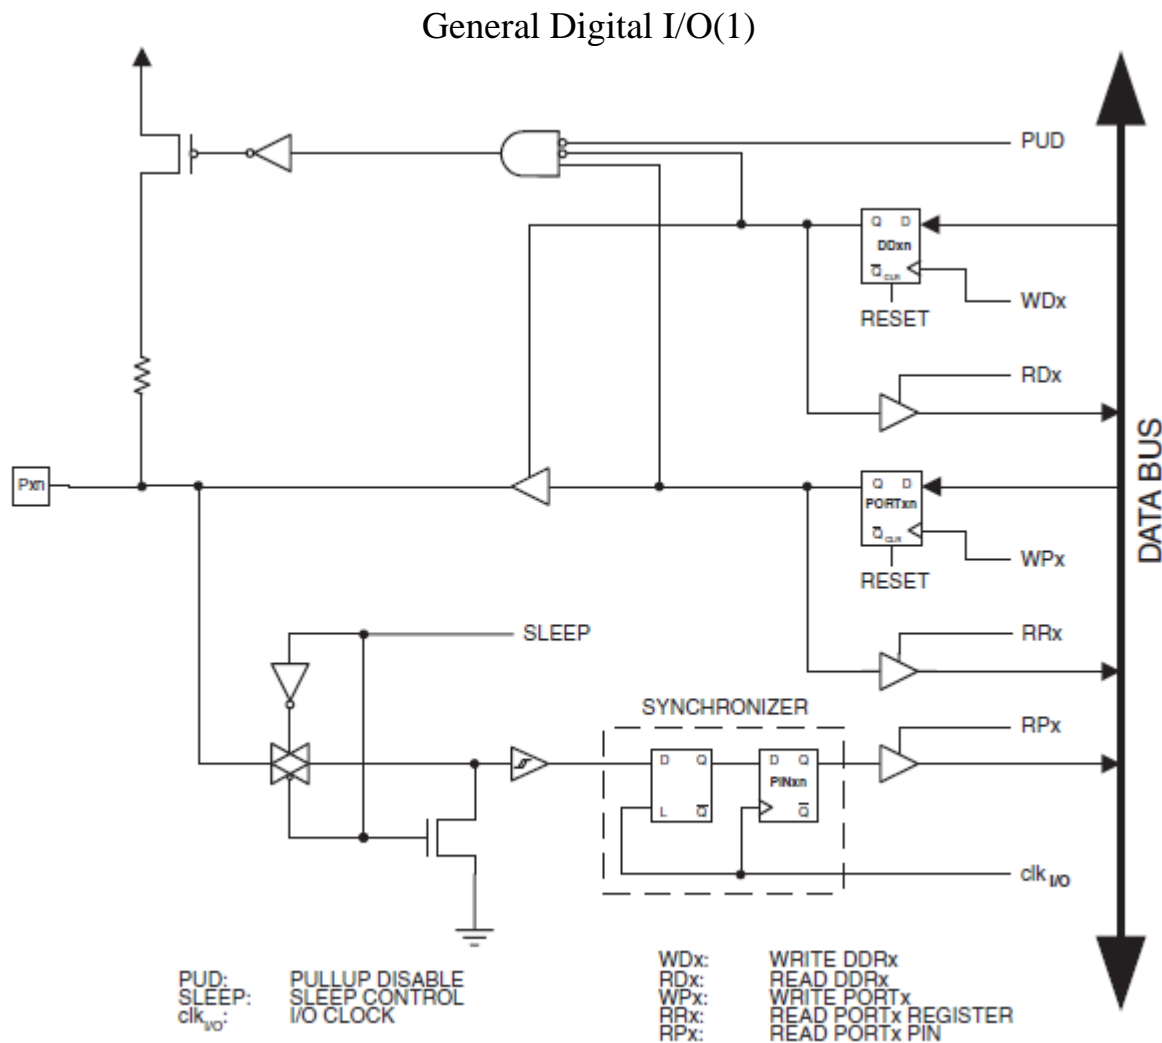 General Digital I/O(1)
PUD
Q D
DDxn
Q CLR
WDx
RESET
RDx
Pxn
Q D
PORTxn
Q CLR
WPx
RESET
DATA BUS
SLEEP
RRx
SYNCHRONIZER
RPx
D Q
L Q
D Q
PINxn
Q
clk I/O
PUD: PULLUP DISABLE
SLEEP: SLEEP CONTROL
clk I/O: I/O CLOCK
WDx: WRITE DDRx
RDx: READ DDRx
WPx: WRITE PORTx
RRx: READ PORTx REGISTER
RPx: READ PORTx PIN